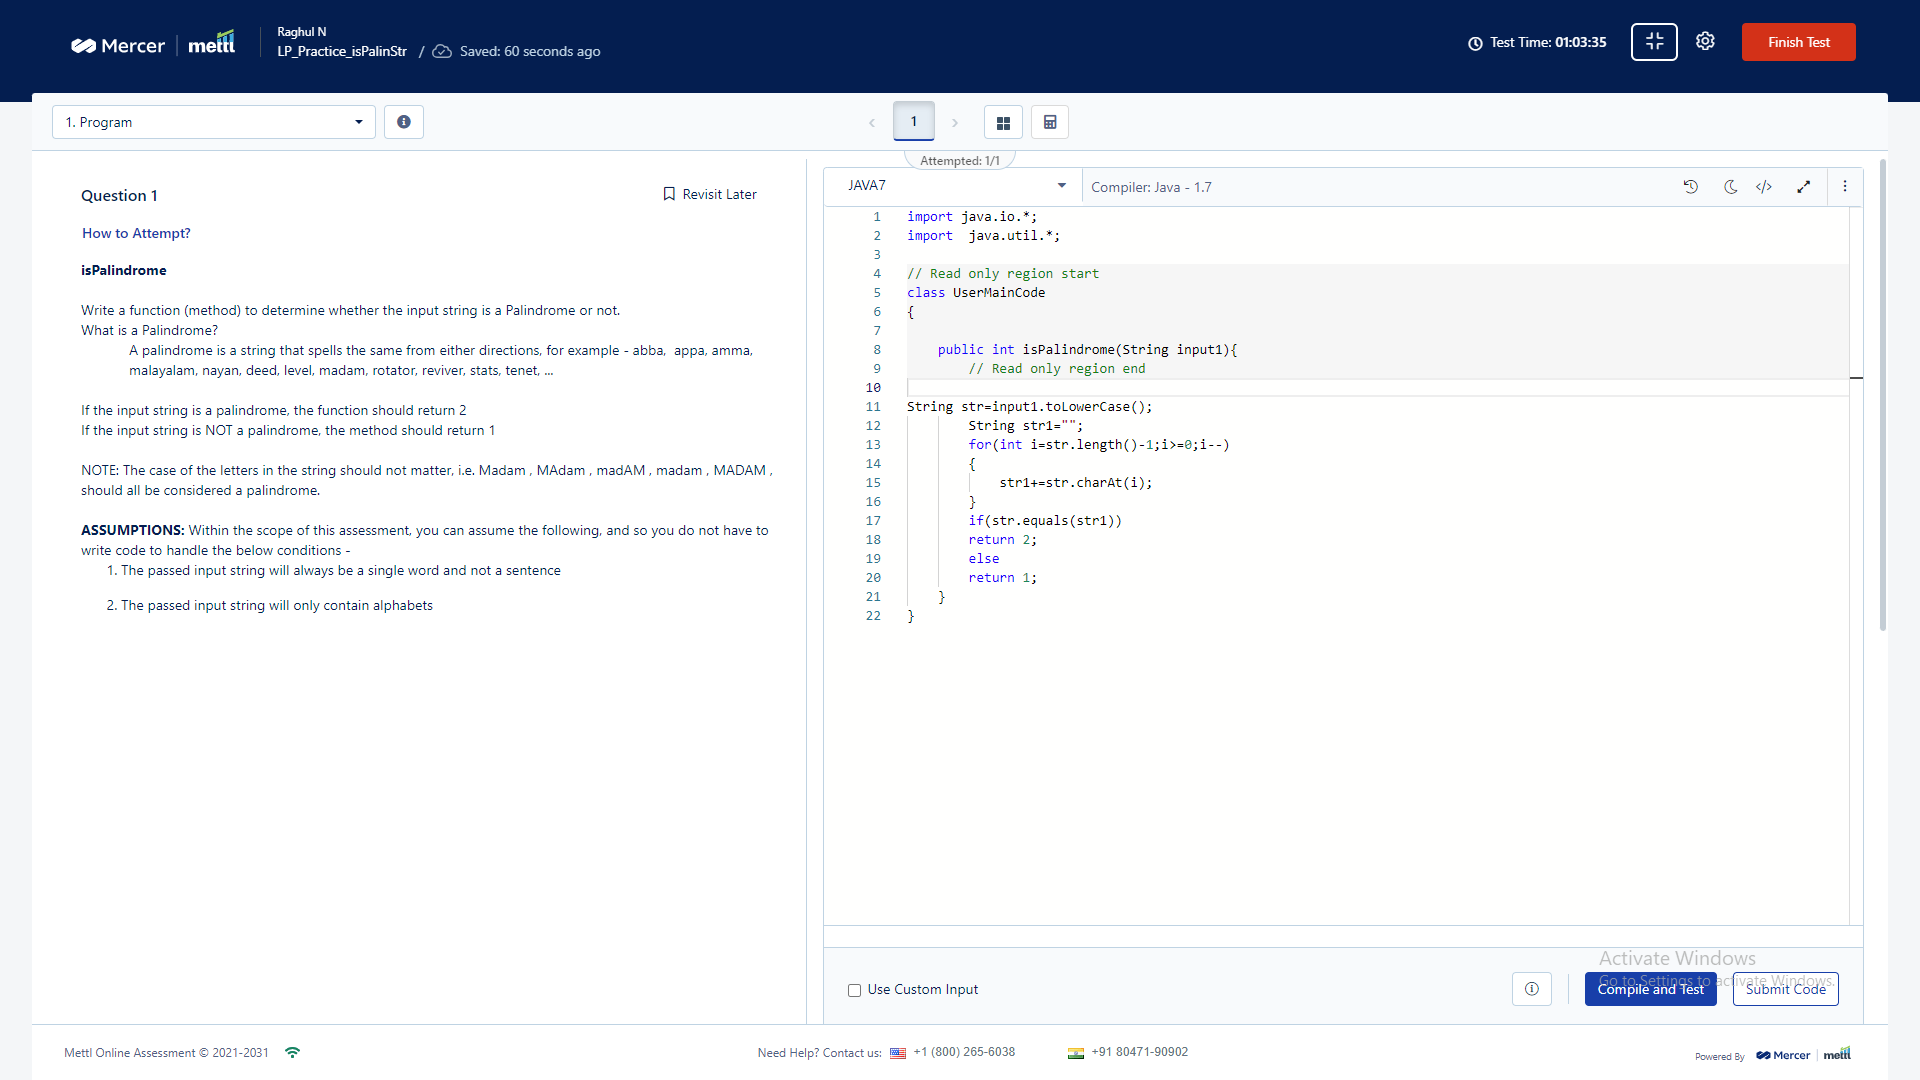 Mercer | mettl
Raghul N
LP_Practice_isPalinStr / Saved: 60 seconds ago
Test Time: 01:03:35
Finish Test
1. Program
1
Attempted: 1/1
Question 1
Revisit Later
How to Attempt?
isPalindrome
Write a function (method) to determine whether the input string is a Palindrome or not.
What is a Palindrome?
A palindrome is a string that spells the same from either directions, for example - abba, appa, amma,
malayalam, nayan, deed, level, madam, rotator, reviver, stats, tenet, ...
If the input string is a palindrome, the function should return 2
If the input string is NOT a palindrome, the method should return 1
NOTE: The case of the letters in the string should not matter, i.e. Madam , MAdam , madAM , madam , MADAM ,
should all be considered a palindrome.
ASSUMPTIONS: Within the scope of this assessment, you can assume the following, and so you do not have to
write code to handle the below conditions -
1. The passed input string will always be a single word and not a sentence
2. The passed input string will only contain alphabets
JAVA7
Compiler: Java - 1.7
1 import java.io.*;
2 import  java.util.*;
3
4 // Read only region start
5 class UserMainCode
6 {
7
8     public int isPalindrome(String input1){
9         // Read only region end
10
11 String str=input1.toLowerCase();
12         String str1="";
13         for(int i=str.length()-1;i>=0;i--)
14         {
15             str1+=str.charAt(i);
16         }
17         if(str.equals(str1))
18         return 2;
19         else
20         return 1;
21     }
22 }
Activate Windows
Go to Settings to activate Windows.
Use Custom Input
Compile and Test
Submit Code
Mettl Online Assessment © 2021-2031
Need Help? Contact us: +1 (800) 265-6038
+91 80471-90902
Powered By Mercer | mettl